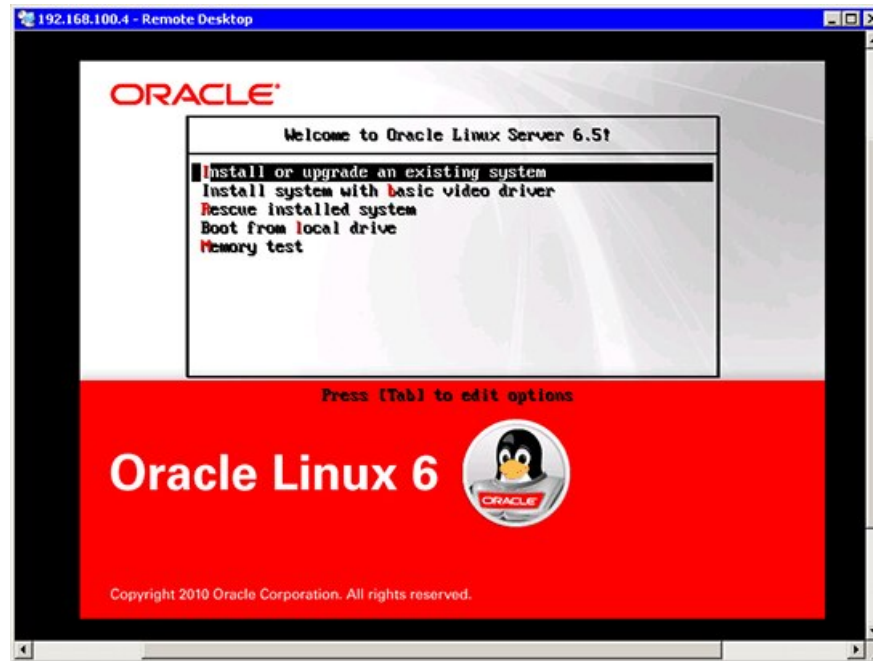 192.168.100.4 - Remote Desktop
ORACLE
Welcome to Oracle Linux Server 6.5!
Install or upgrade an existing system
Install system with basic video driver
Rescue installed system
Boot from local drive
Memory test
Press [Tab] to edit options
Oracle Linux 6
ORACLE
Copyright 2010 Oracle Corporation. All rights reserved.